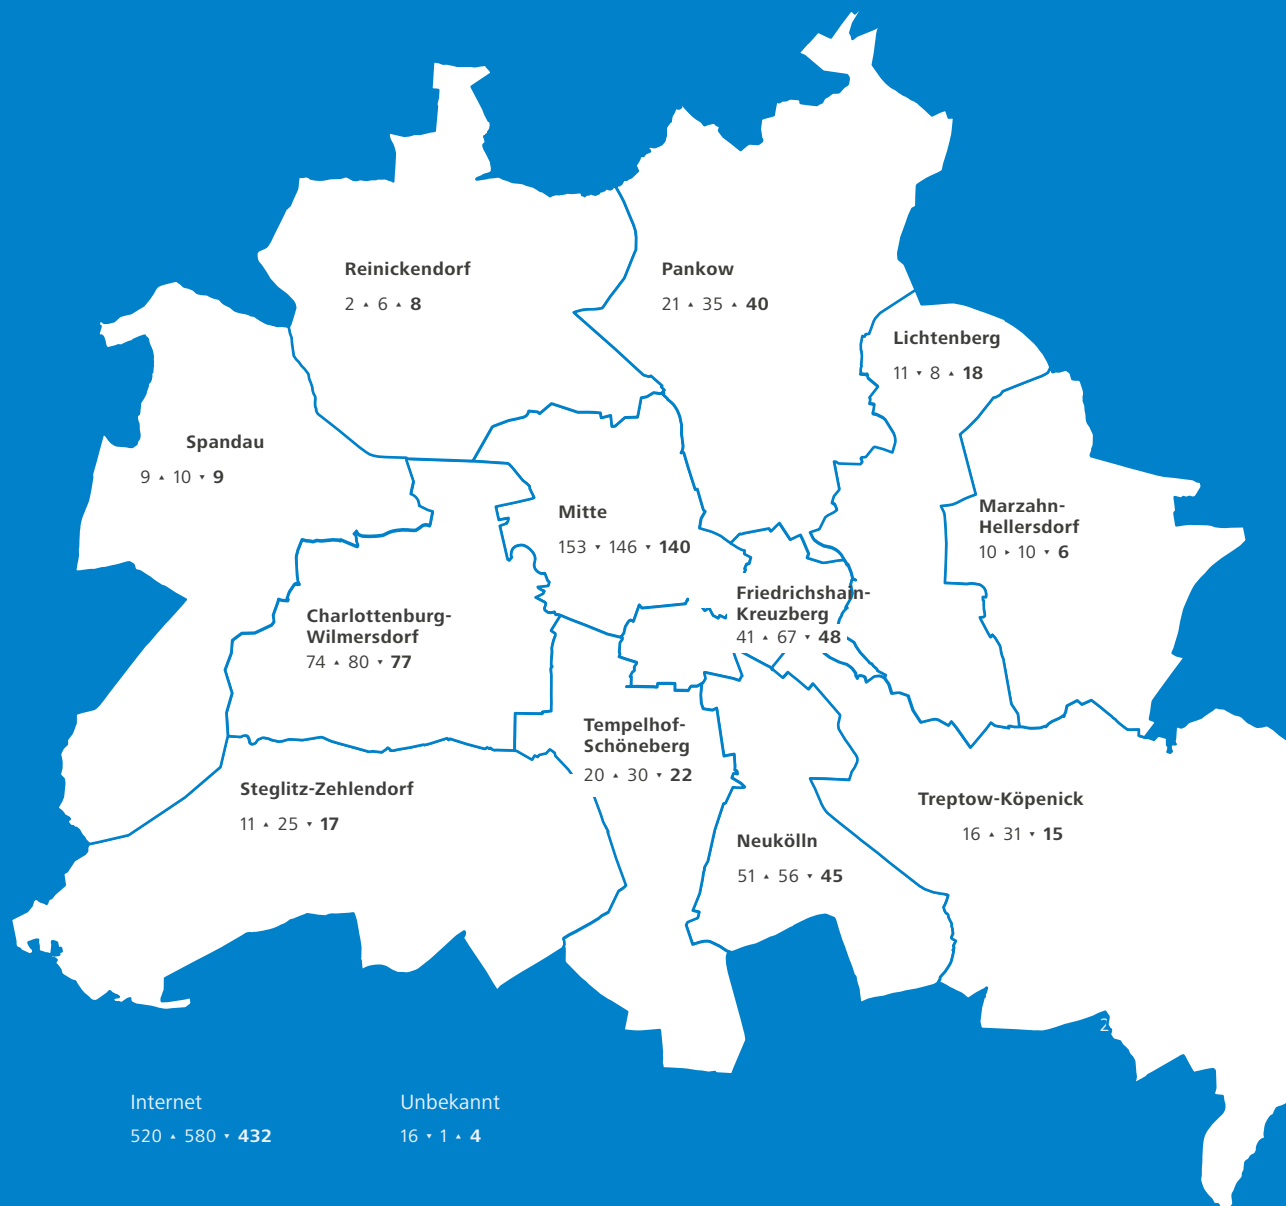 Reinickendorf
2 ▴ 6 ▴ 8
Pankow
21 ▴ 35 ▴ 40
Lichtenberg
11 ▾ 8 ▴ 18
Spandau
9 ▴ 10 ▾ 9
Mitte
153 ▾ 146 ▾ 140
Marzahn-
Hellersdorf
10 ▸ 10 ▾ 6
Friedrichshain-
Kreuzberg
41 ▴ 67 ▾ 48
Charlottenburg-
Wilmersdorf
74 ▴ 80 ▾ 77
Tempelhof-
Schöneberg
20 ▴ 30 ▾ 22
Steglitz-Zehlendorf
11 ▴ 25 ▾ 17
Treptow-Köpenick
16 ▴ 31 ▾ 15
Neukölln
51 ▴ 56 ▾ 45
2
Internet
520 ▴ 580 ▾ 432
Unbekannt
16 ▾ 1 ▴ 4